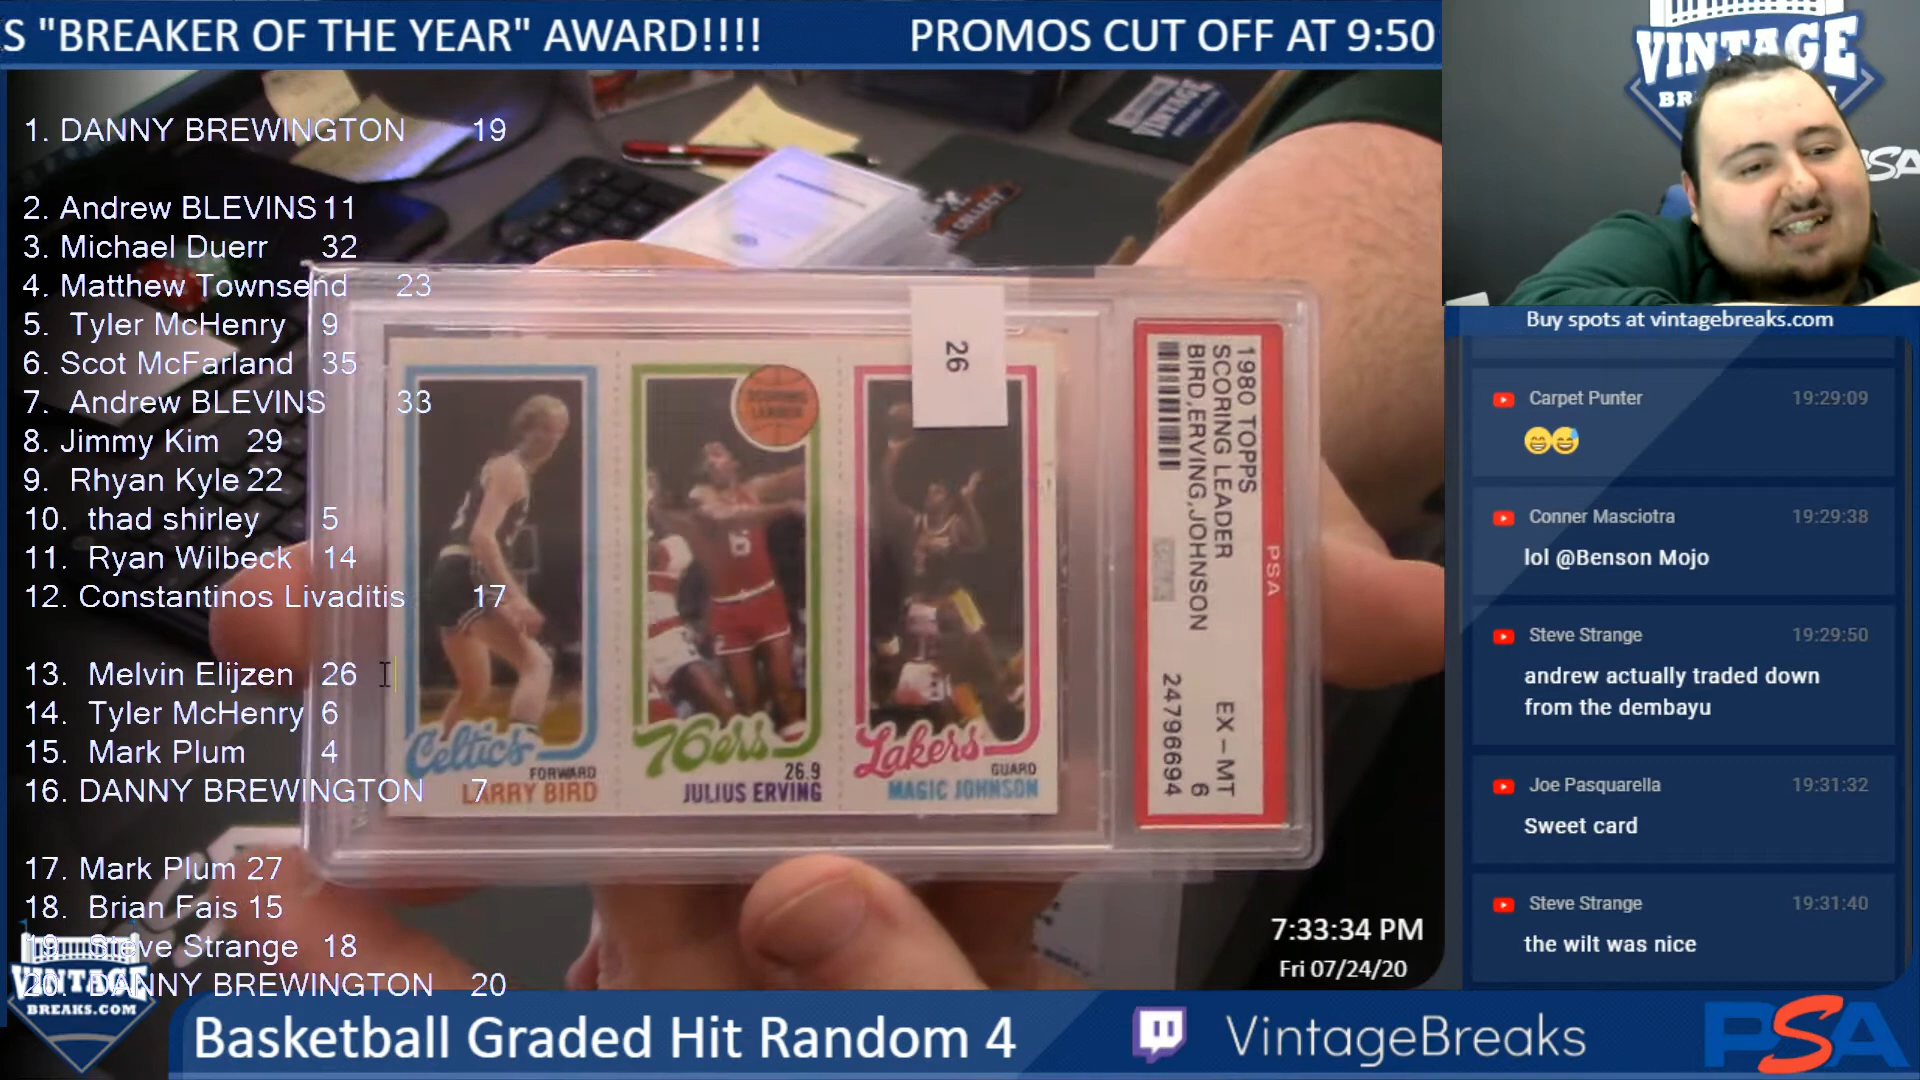 S "BREAKER OF THE YEAR" AWARD!!!! PROMOS CUT OFF AT 9:50
VINTAGE
BR
PSA
1. DANNY BREWINGTON 19
2. Andrew BLEVINS 11
3. Michael Duerr 32
4. Matthew Townsend 23
5. Tyler McHenry 9
6. Scot McFarland 35
7. Andrew BLEVINS 33
8. Jimmy Kim 29
9. Rhyan Kyle 22
10. thad shirley 5
11. Ryan Wilbeck 14
12. Constantinos Livaditis 17
13. Melvin Elijzen 26
14. Tyler McHenry 6
15. Mark Plum 4
16. DANNY BREWINGTON 7
17. Mark Plum 27
18. Brian Fais 15
19. Steve Strange 18
20. DANNY BREWINGTON 20
VINTAGE
COLLECT
26
SCORING
LEADER
Celtics
FORWARD
LARRY BIRD
76ers
26.9
JULIUS ERVING
Lakers
GUARD
MAGIC JOHNSON
1980 TOPPS
SCORING LEADER EX-MT
BIRD,ERVING,JOHNSON 6
24796694
PSA
Buy spots at vintagebreaks.com
Carpet Punter 19:29:09
Conner Masciotra 19:29:38
lol @Benson Mojo
Steve Strange 19:29:50
andrew actually traded down
from the dembayu
Joe Pasquarella 19:31:32
Sweet card
Steve Strange 19:31:40
the wilt was nice
7:33:34 PM
Fri 07/24/20
VINTAGE
BREAKS.COM
Basketball Graded Hit Random 4
VintageBreaks
PSA